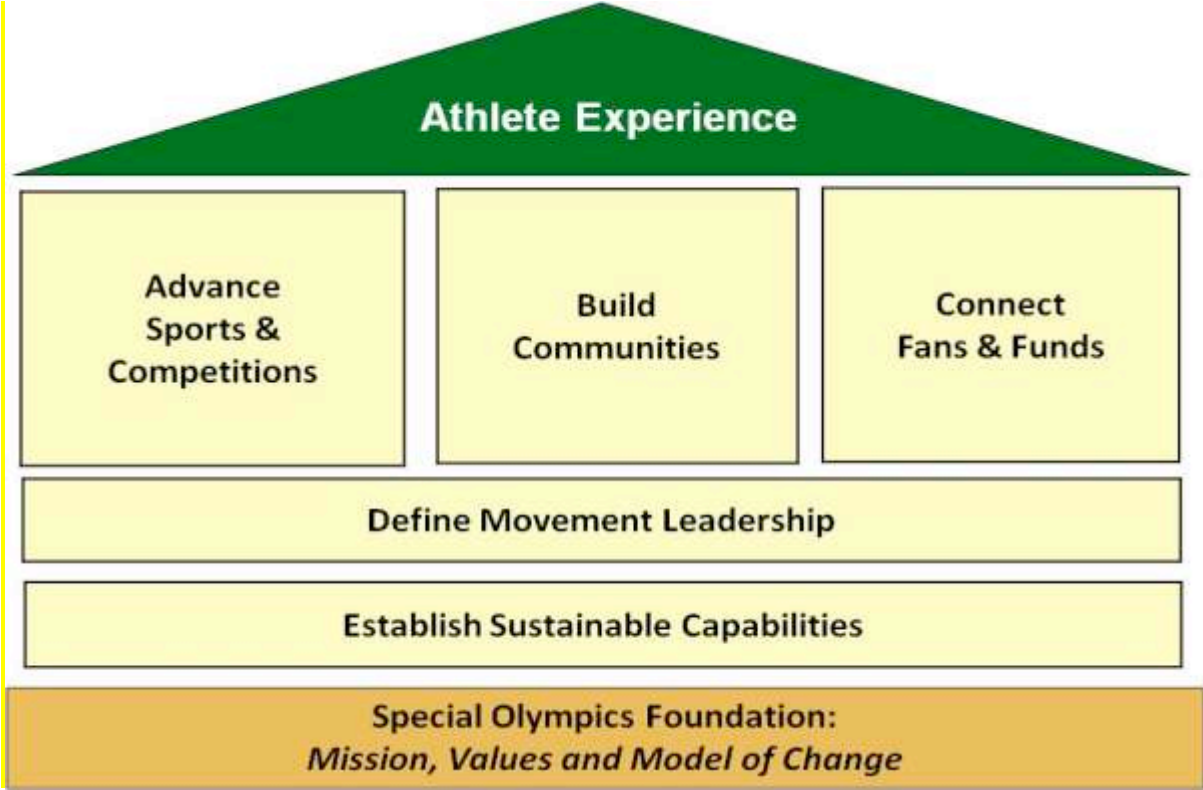 Athlete Experience
Advance
Sports &
Competitions
Build
Communities
Connect
Fans & Funds
Define Movement Leadership
Establish Sustainable Capabilities
Special Olympics Foundation:
Mission, Values and Model of Change